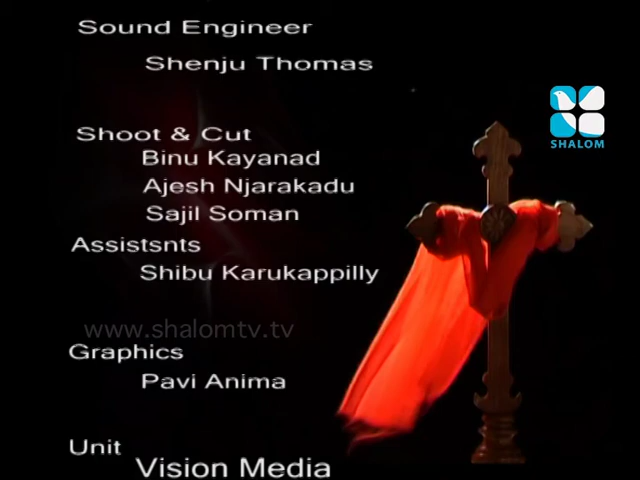 Sound Engineer
Shenju Thomas
SHALOM
Shoot & Cut
Binu Kayanad
Ajesh Njarakadu
Sajil Soman
Assistsnts
Shibu Karukappilly
www.shalomtv.tv
Graphics
Pavi Anima
Unit
Vision Media